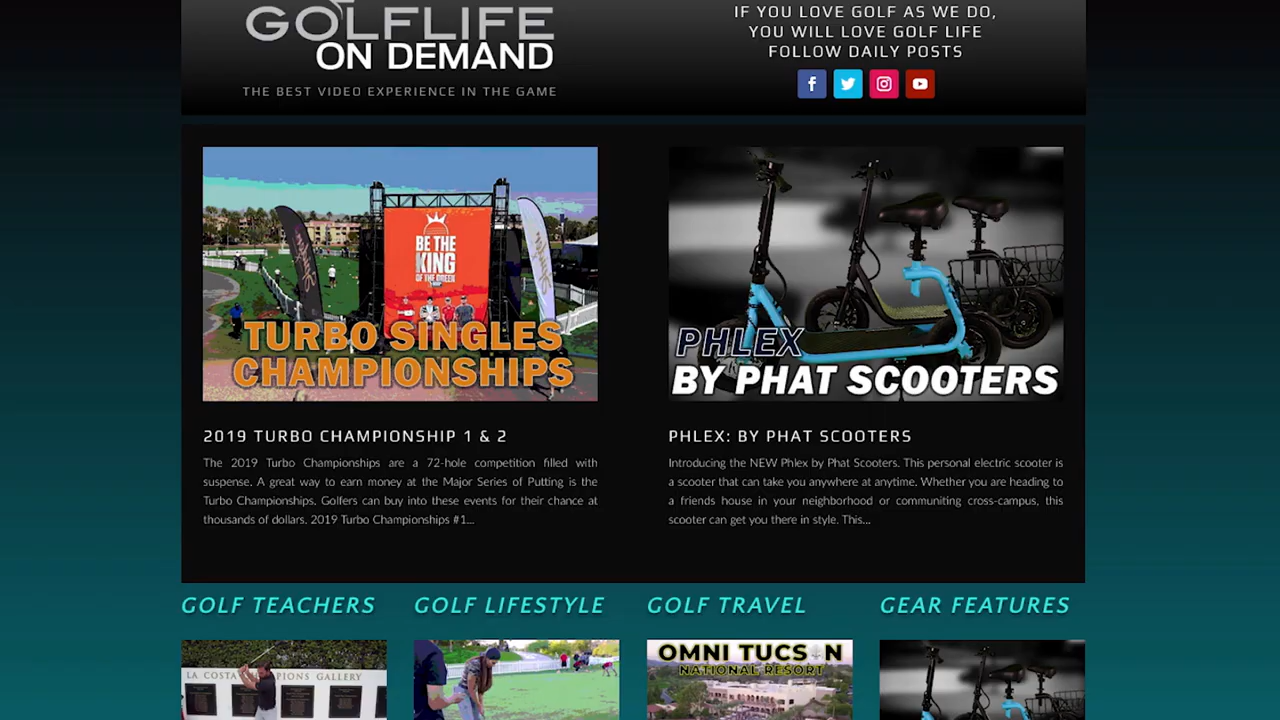 GOLFLIFE
ON DEMAND
THE BEST VIDEO EXPERIENCE IN THE GAME
IF YOU LOVE GOLF AS WE DO,
YOU WILL LOVE GOLF LIFE
FOLLOW DAILY POSTS
BE THE
KING
OF THE GREEN
TURBO SINGLES
CHAMPIONSHIPS
PHLEX
BY PHAT SCOOTERS
2019 TURBO CHAMPIONSHIP 1 & 2
The 2019 Turbo Championships are a 72-hole competition filled with
suspense. A great way to earn money at the Major Series of Putting is the
Turbo Championships. Golfers can buy into these events for their chance at
thousands of dollars. 2019 Turbo Championships #1...
PHLEX: BY PHAT SCOOTERS
Introducing the NEW Phlex by Phat Scooters. This personal electric scooter is
a scooter that can take you anywhere at anytime. Whether you are heading to
a friends house in your neighborhood or communiting cross-campus, this
scooter can get you there in style. This...
GOLF TEACHERS
GOLF LIFESTYLE
GOLF TRAVEL
GEAR FEATURES
LA COSTA
PIONS GALLERY
OMNI TUCSON
NATIONAL RESORT